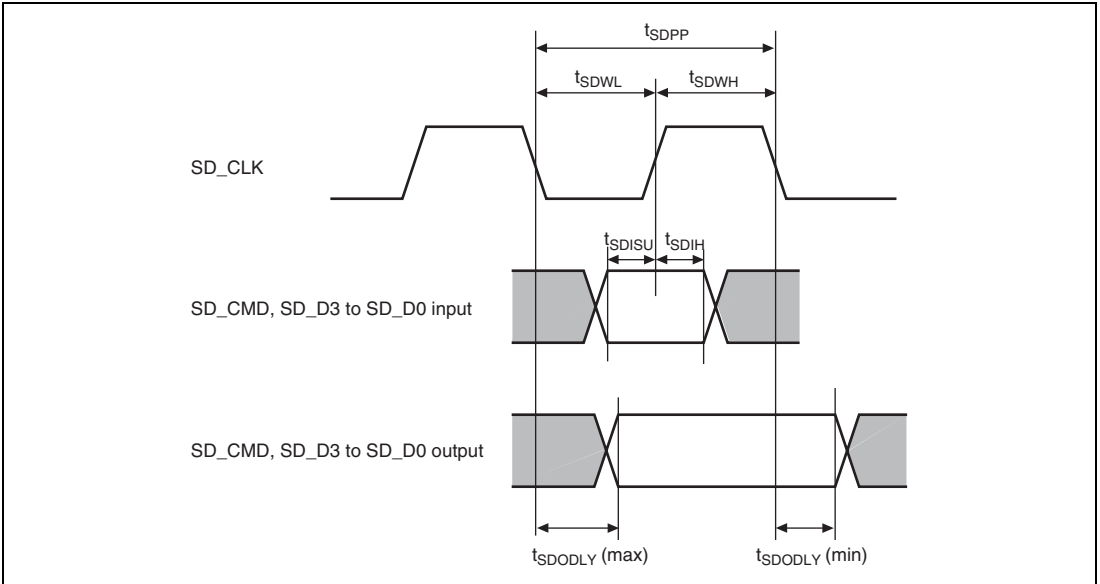 tSDPP
tSDWL tSDWH
SD_CLK
tSDISU tSDIH
SD_CMD, SD_D3 to SD_D0 input
SD_CMD, SD_D3 to SD_D0 output
tSDODLY (max) tSDODLY (min)